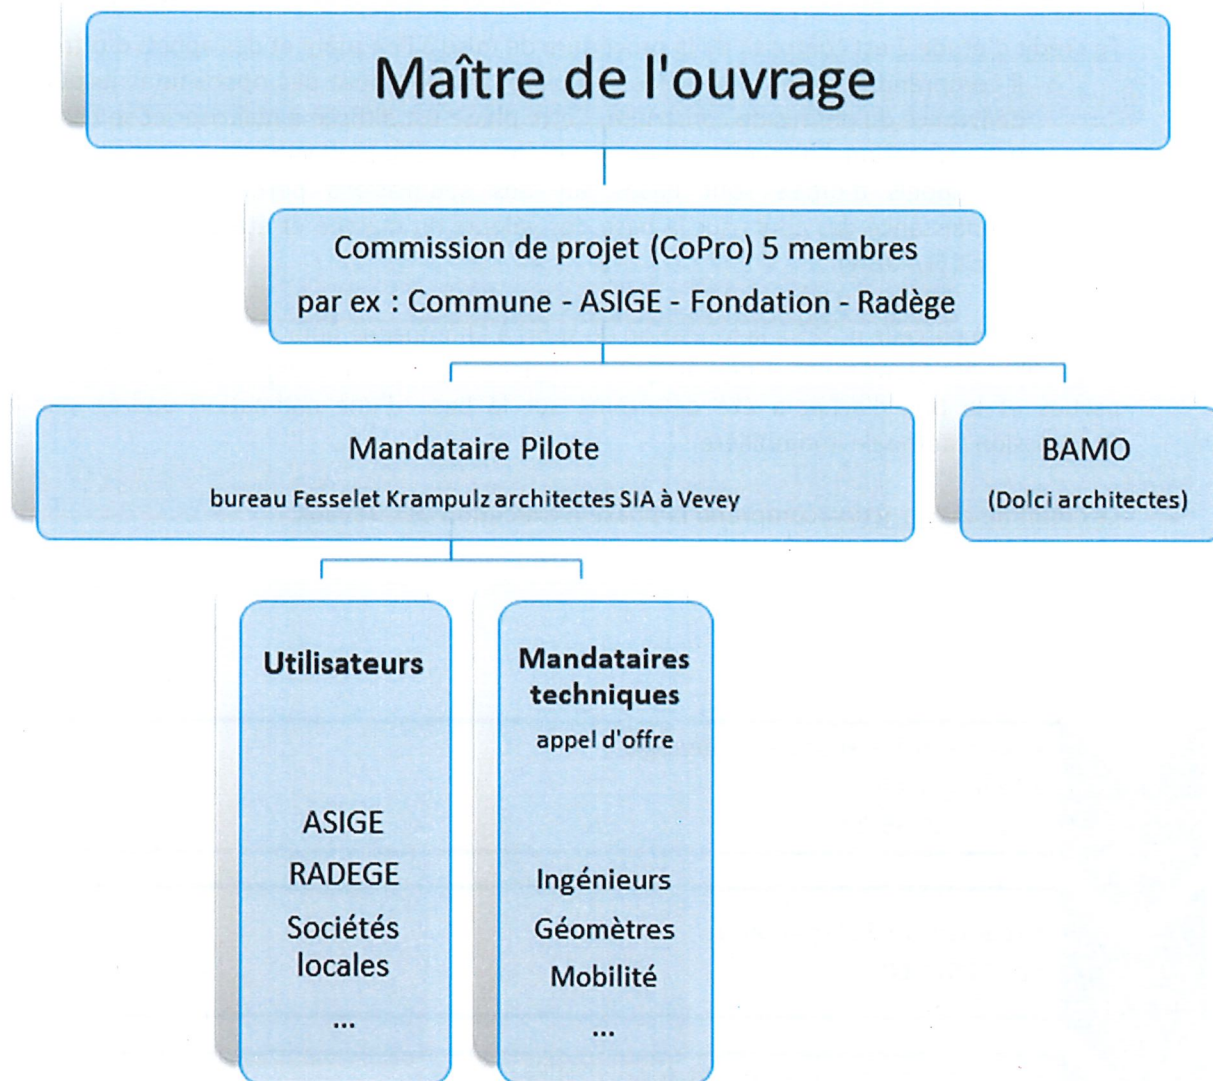 Maître de l'ouvrage
Commission de projet (CoPro) 5 membres
par ex : Commune - ASIGE - Fondation - Radège
Mandataire Pilote
bureau Fesselet Krampulz architectes SIA à Vevey
BAMO
(Dolci architectes)
Utilisateurs
ASIGE
RADEGE
Sociétés
locales
...
Mandataires
techniques
appel d'offre
Ingénieurs
Géomètres
Mobilité
...